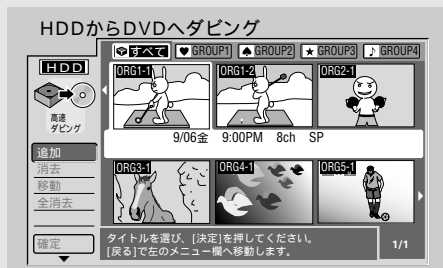 HDDからDVDへダビング
すべて GROUP1 GROUP2 GROUP3 GROUP4
HDD
高速
ダビング
追加
消去
移動
全消去
確定
ORG1-1 ORG1-2 ORG2-1
9/06金 9:00PM 8ch SP
ORG3-1 ORG4-1 ORG5-1
タイトルを選び、[決定]を押してください。
[戻る]で左のメニュー欄へ移動します。
1/1